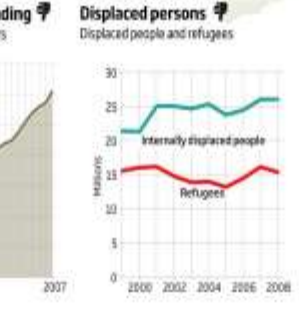 ding
s
2007
Displaced persons
Displaced people and refugees
30
25
20
15
10
5
0
Millions
Internally displaced people
Refugees
2000 2002 2004 2006 2008